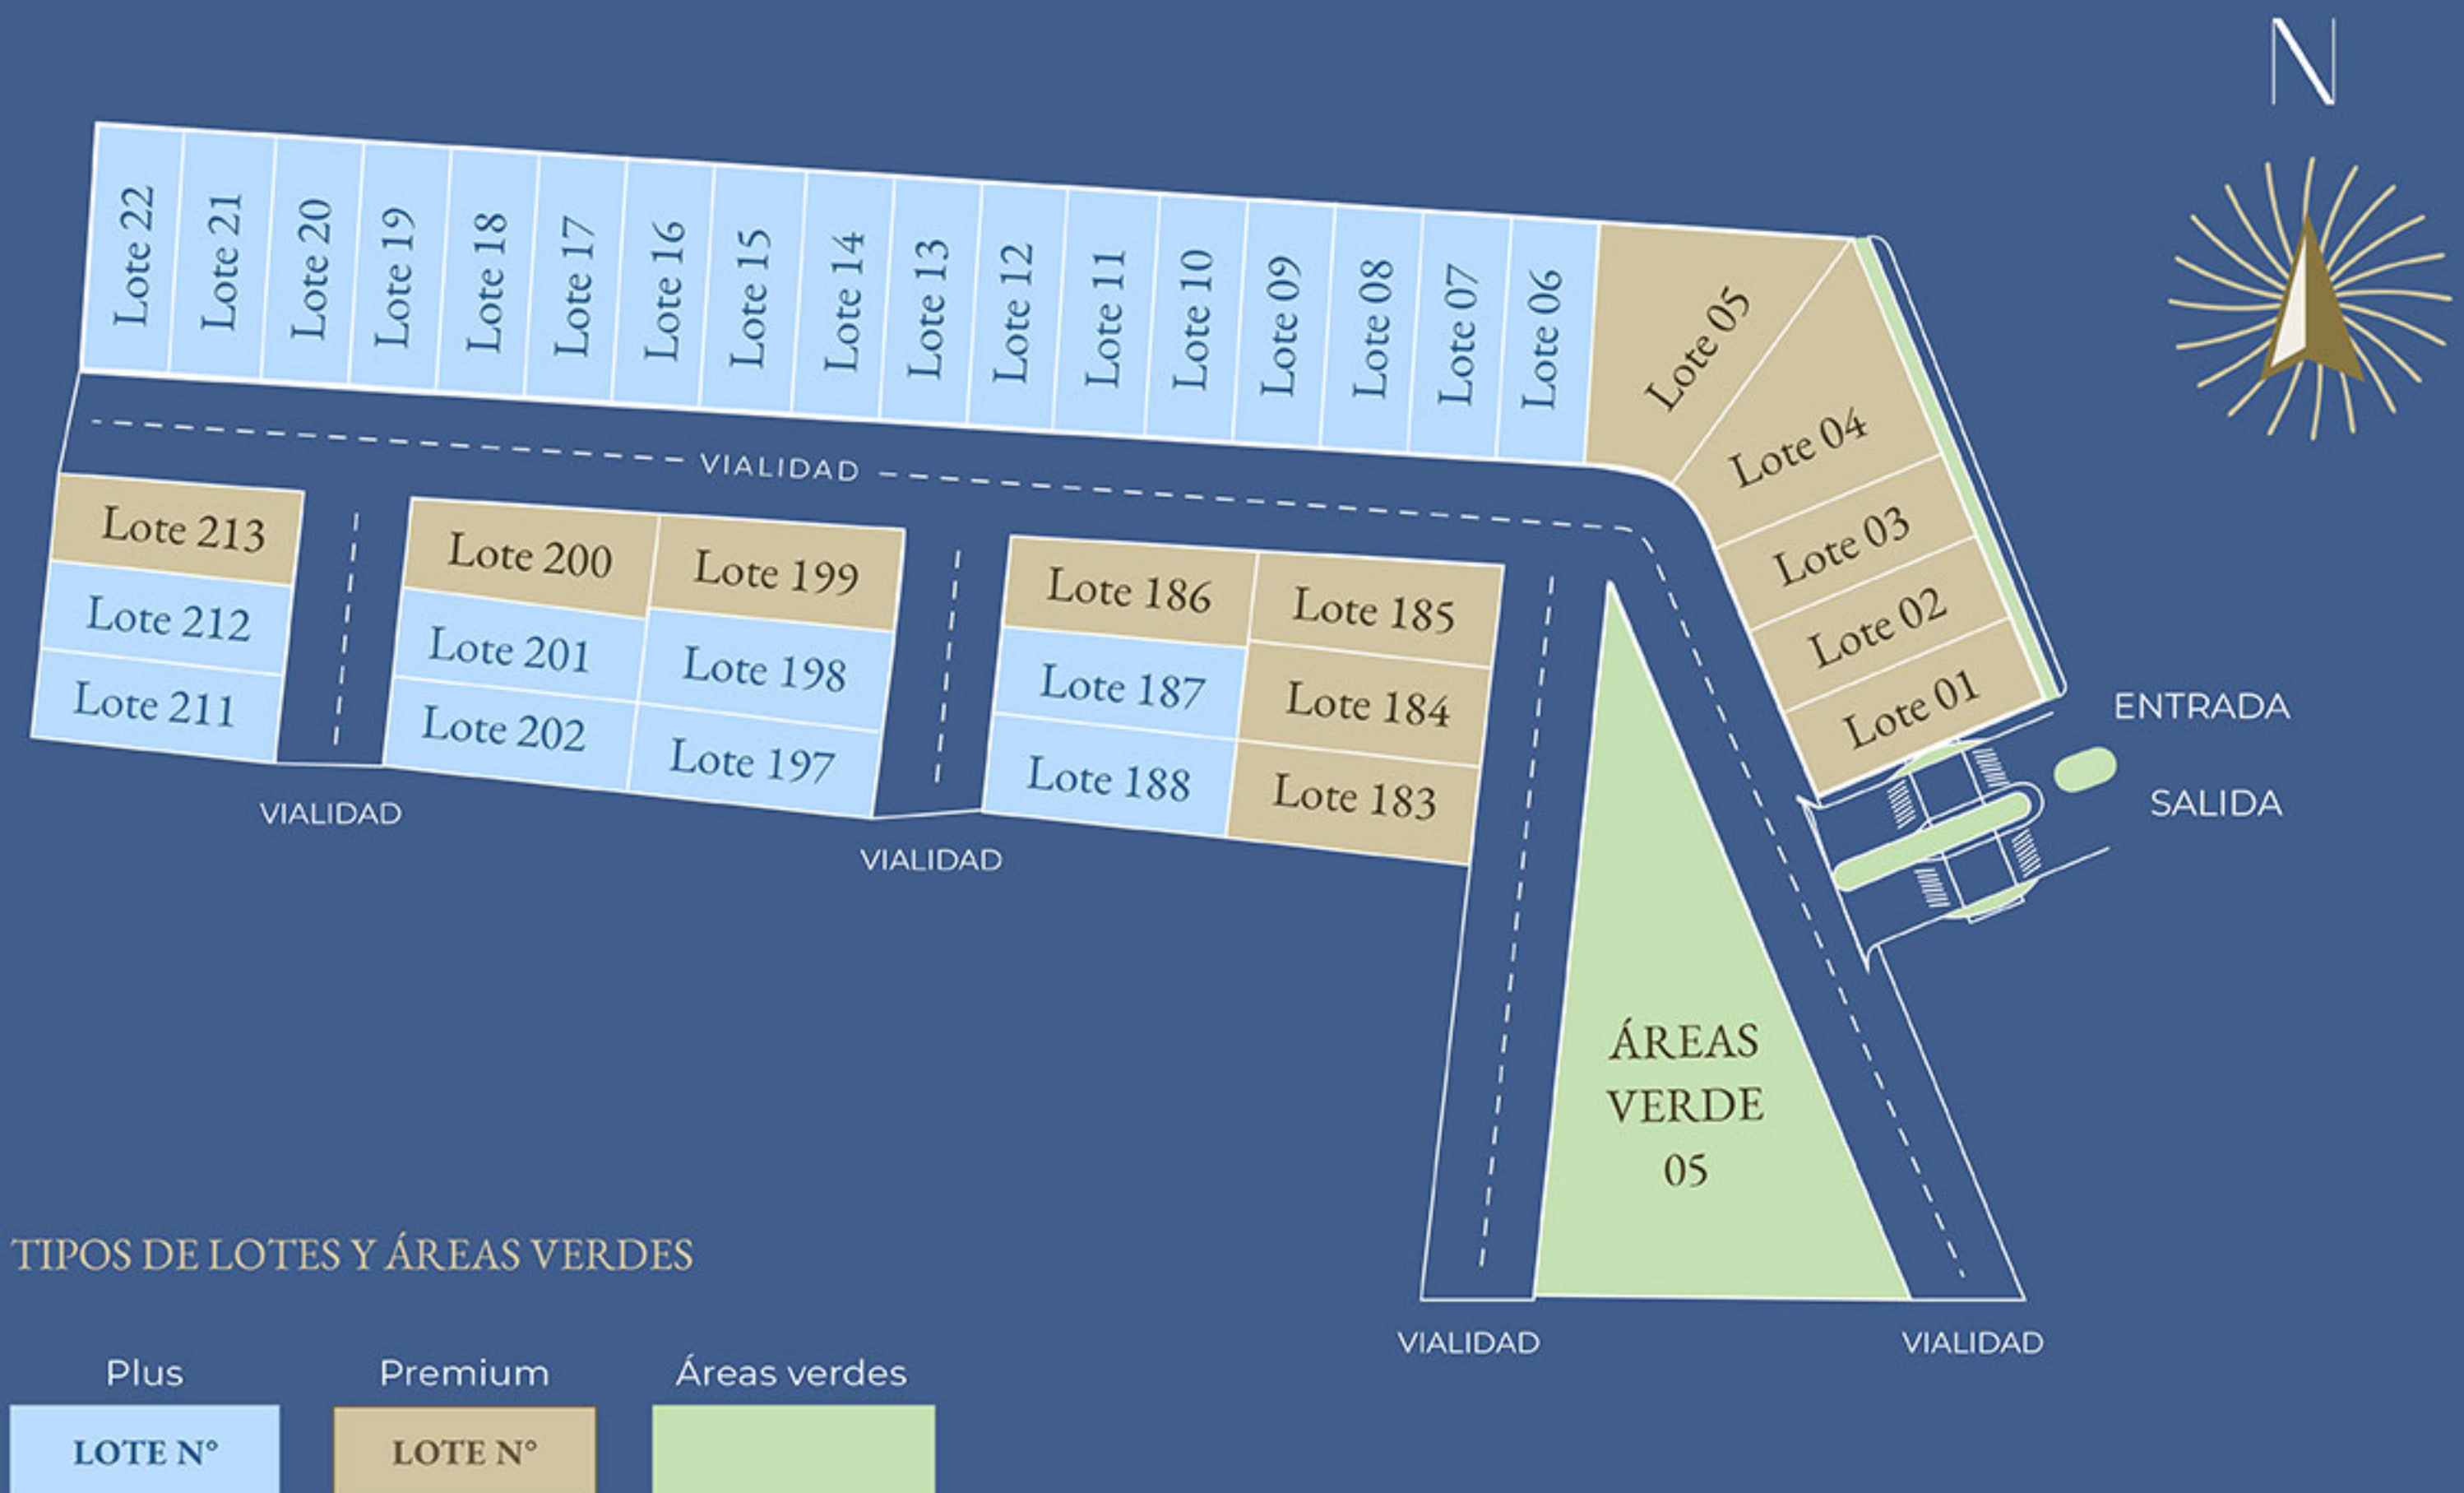 N
Lote 22
Lote 21
Lote 20
Lote 19
Lote 18
Lote 17
Lote 16
Lote 15
Lote 14
Lote 13
Lote 12
Lote 11
Lote 10
Lote 09
Lote 08
Lote 07
Lote 06
Lote 05
Lote 04
Lote 03
Lote 02
Lote 01
VIALIDAD
Lote 213
Lote 212
Lote 211
Lote 200
Lote 199
Lote 201
Lote 198
Lote 202
Lote 197
Lote 186
Lote 185
Lote 187
Lote 184
Lote 188
Lote 183
ENTRADA
SALIDA
VIALIDAD
VIALIDAD
ÁREAS
VERDE
05
VIALIDAD
VIALIDAD
TIPOS DE LOTES Y ÁREAS VERDES
Plus
Premium
Áreas verdes
LOTE N°
LOTE N°